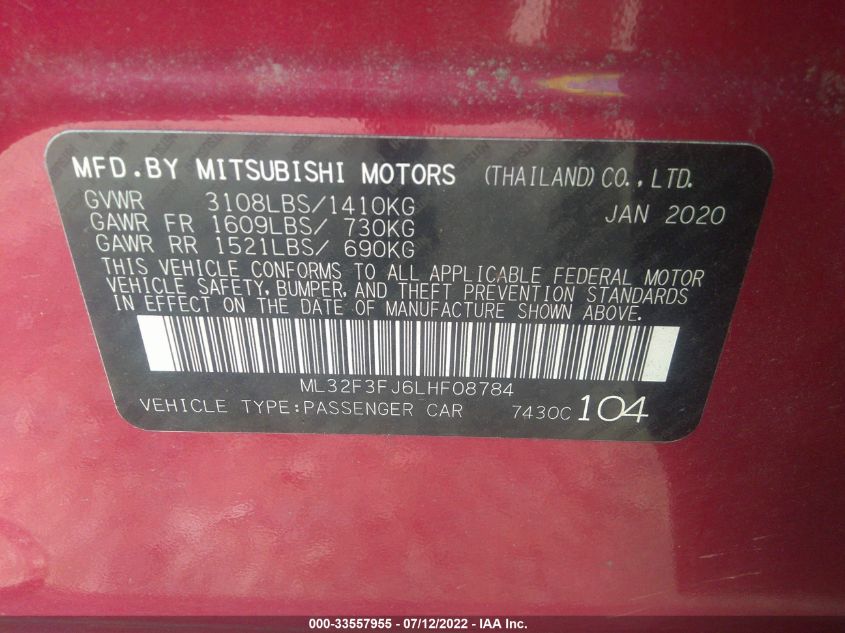 MFD.BY MITSUBISHI MOTORS (THAILAND) CO., LTD.
GVWR 3108LBS/1410KG JAN 2020
GAWR FR 1609LBS/ 730KG
GAWR RR 1521LBS/ 690KG
THIS VEHICLE CONFORMS TO ALL APPLICABLE FEDERAL MOTOR
VEHICLE SAFETY, BUMPER, AND THEFT PREVENTION STANDARDS
IN EFFECT ON THE DATE OF MANUFACTURE SHOWN ABOVE.
ML32F3FJ6LHF08784
VEHICLE TYPE:PASSENGER CAR 7430C 104
000-33557955 - 07/12/2022 - IAA Inc.